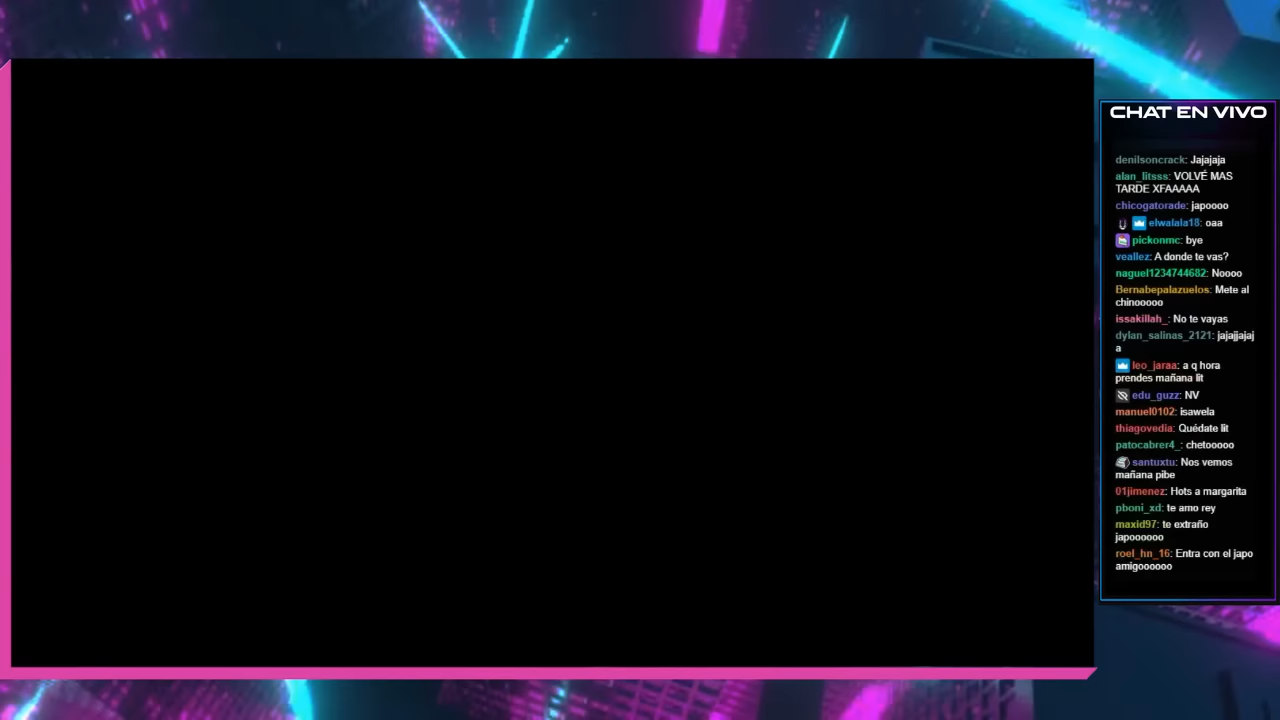 CHAT EN VIVO
denilsoncrack: Jajajaja
alan_litsss: VOLVÉ MAS
TARDE XFAAAAA
chicogatorade: japoooo
elwalala18: oaa
pickonmc: bye
veallez: A donde te vas?
naguel1234744682: Noooo
Bernabepalazuelos: Mete al
chinooooo
issakillah_: No te vayas
dylan_salinas_2121: jajajjajaj
a
leo_jaraa: a q hora
prendes mañana lit
edu_guzz: NV
manuel0102: isawela
thiagovedia: Quédate lit
patocabrer4_: chetooooo
santuxtu: Nos vemos
mañana pibe
01jimenez: Hots a margarita
pboni_xd: te amo rey
maxid97: te extraño
japoooooo
roel_hn_16: Entra con el japo
amigoooooo